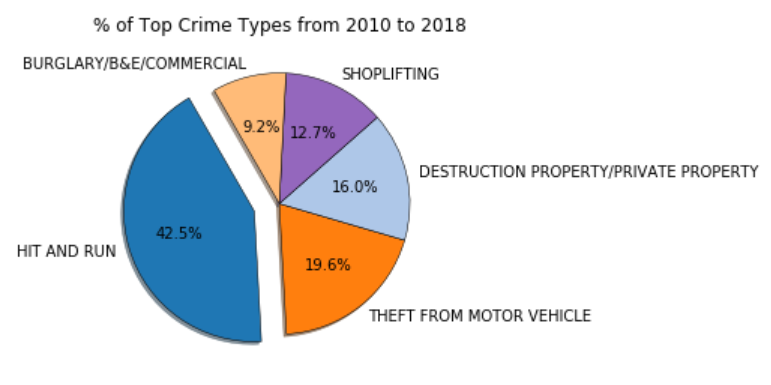 % of Top Crime Types from 2010 to 2018
BURGLARY/B&E/COMMERCIAL
SHOPLIFTING
9.2%
12.7%
DESTRUCTION PROPERTY/PRIVATE PROPERTY
16.0%
42.5%
HIT AND RUN
19.6%
THEFT FROM MOTOR VEHICLE